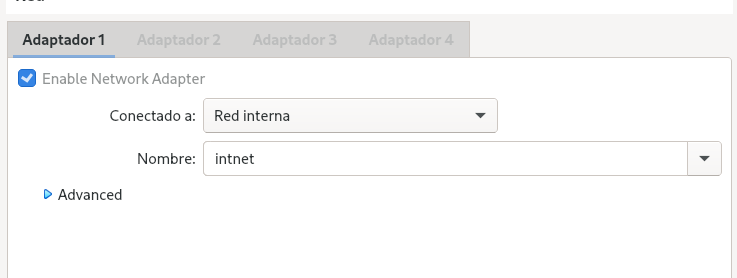 Adaptador 1 Adaptador 2 Adaptador 3 Adaptador 4
Enable Network Adapter
Conectado a: Red interna
Nombre: intnet
Advanced